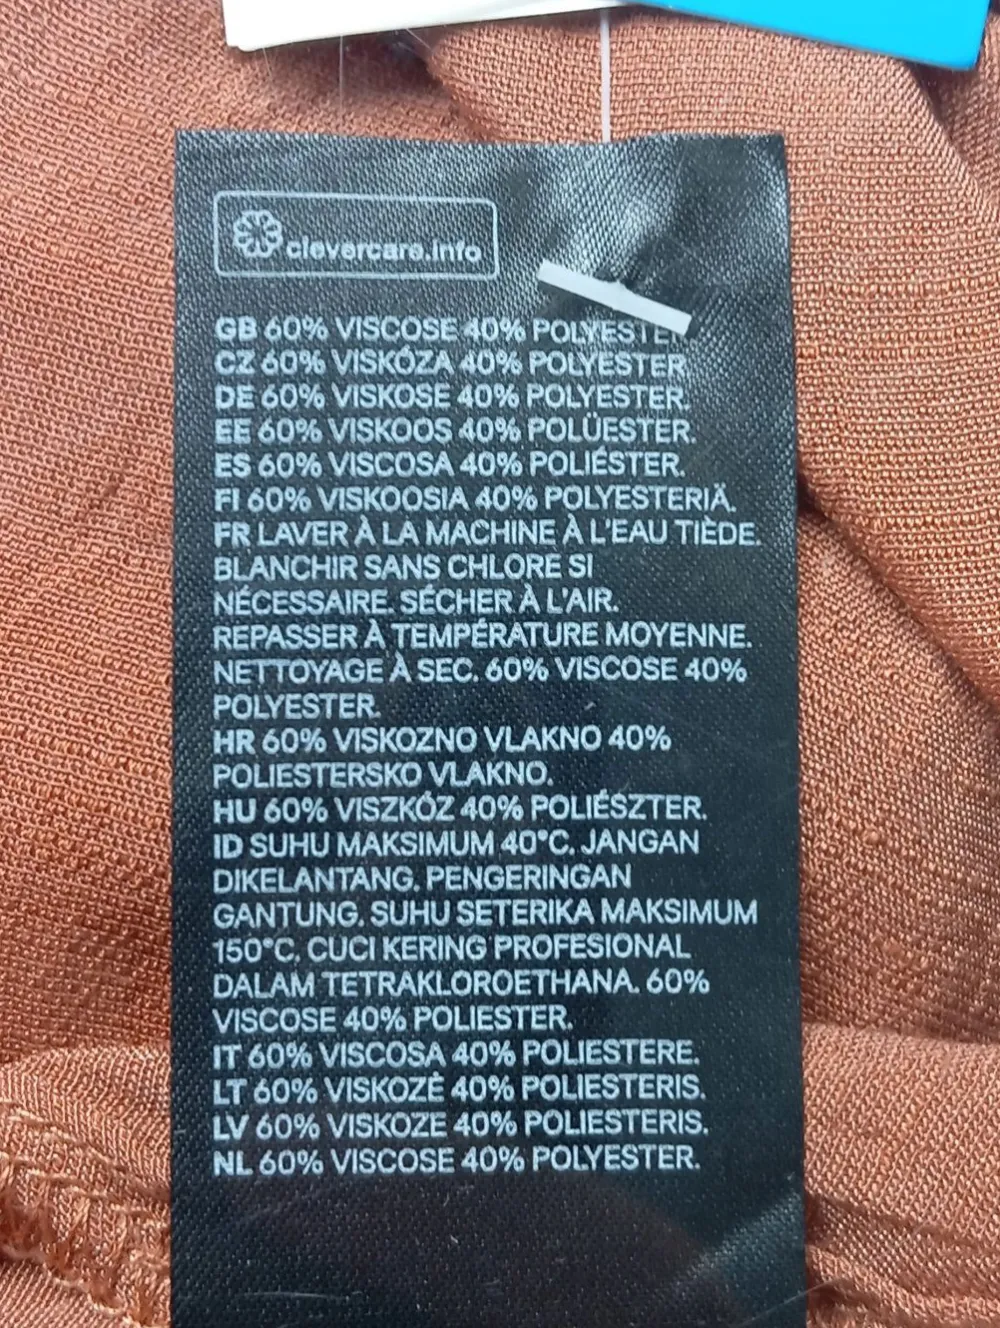 clevercare.info
GB 60% VISCOSE 40% POLYESTER
CZ 60% VISKÓZA 40% POLYESTER
DE 60% VISKOSE 40% POLYESTER.
EE 60% VISKOOS 40% POLÜESTER.
ES 60% VISCOSA 40% POLIÉSTER.
FI 60% VISKOOSIA 40% POLYESTERIÄ.
FR LAVER À LA MACHINE À L'EAU TIÈDE.
BLANCHIR SANS CHLORE SI
NÉCESSAIRE. SÉCHER À L'AIR.
REPASSER À TEMPÉRATURE MOYENNE.
NETTOYAGE À SEC. 60% VISCOSE 40%
POLYESTER.
HR 60% VISKOZNO VLAKNO 40%
POLIESTERSKO VLAKNO.
HU 60% VISZKÓZ 40% POLIÉSZTER.
ID SUHU MAKSIMUM 40°C. JANGAN
DIKELANTANG. PENGERINGAN
GANTUNG. SUHU SETERIKA MAKSIMUM
150°C. CUCI KERING PROFESIONAL
DALAM TETRAKLOROETHANA. 60%
VISCOSE 40% POLIESTER.
IT 60% VISCOSA 40% POLIESTERE.
LT 60% VISKOZĖ 40% POLIESTERIS.
LV 60% VISKOZE 40% POLIESTERIS.
NL 60% VISCOSE 40% POLYESTER.